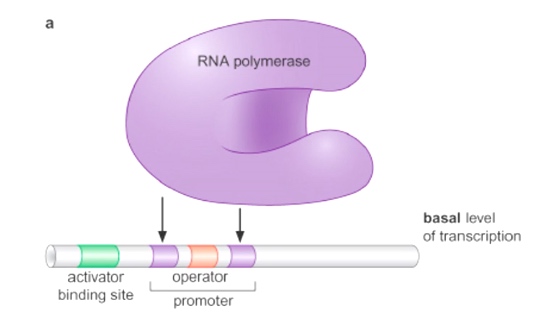 a
RNA polymerase
basal level
of transcription
activator
binding site
operator
promoter